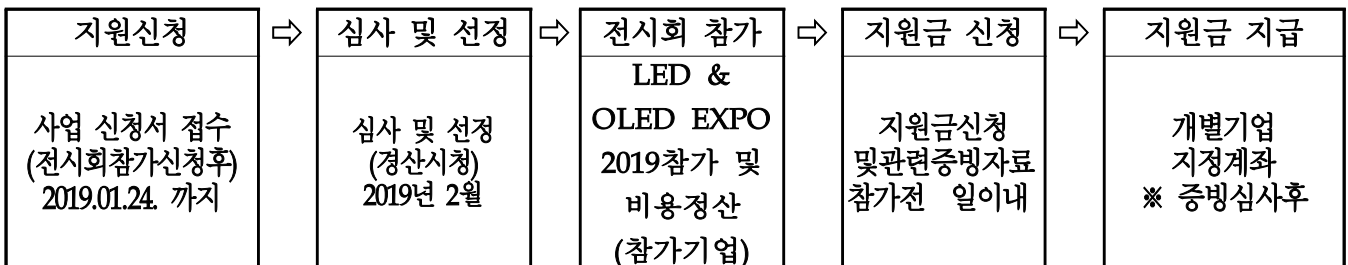 지원신청 ⇨ 심사 및 선정 ⇨ 전시회 참가 ⇨ 지원금 신청 ⇨ 지원금 지급
사업 신청서 접수
(전시회참가신청후)
2019.01.24. 까지
심사 및 선정
(경산시청)
2019년 2월
LED &
OLED EXPO
2019참가 및
비용정산
(참가기업)
지원금신청
및관련증빙자료
참가전 일이내
개별기업
지정계좌
※ 증빙심사후